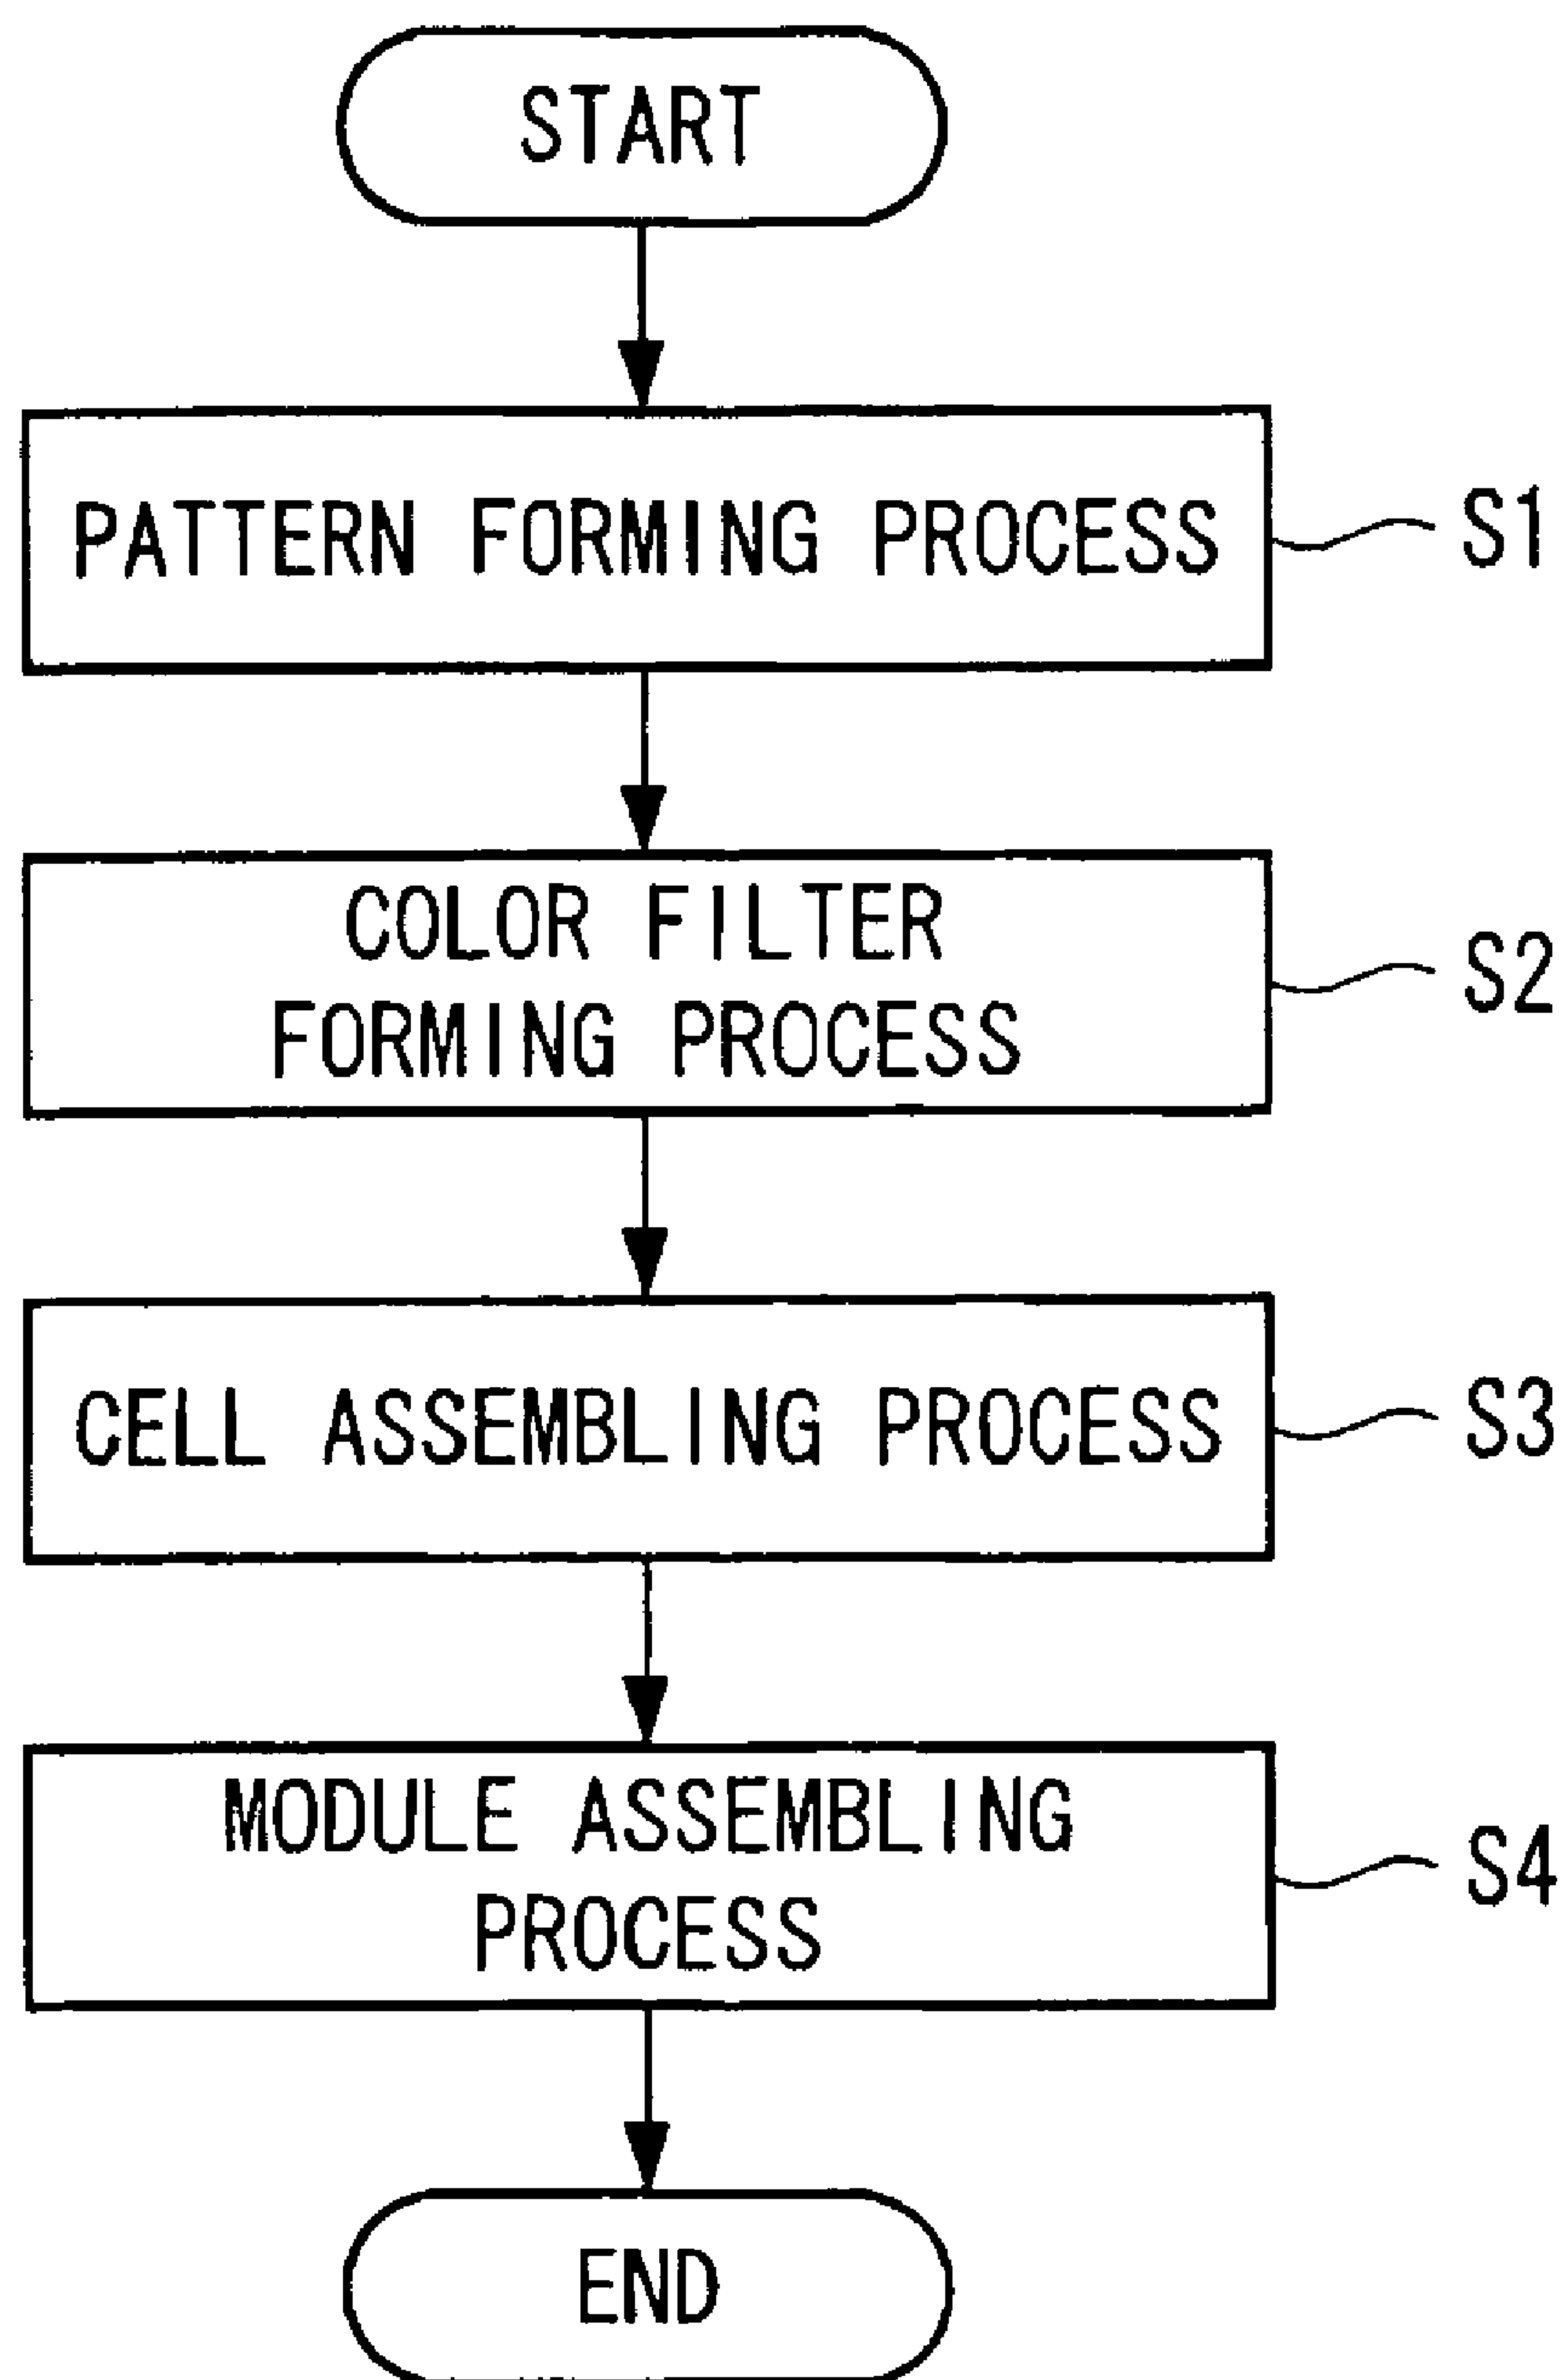 START
PATTERN FORMING PROCESS
S1
COLOR FILTER
FORMING PROCESS
S2
CELL ASSEMBLING PROCESS
S3
MODULE ASSEMBLING
PROCESS
S4
END